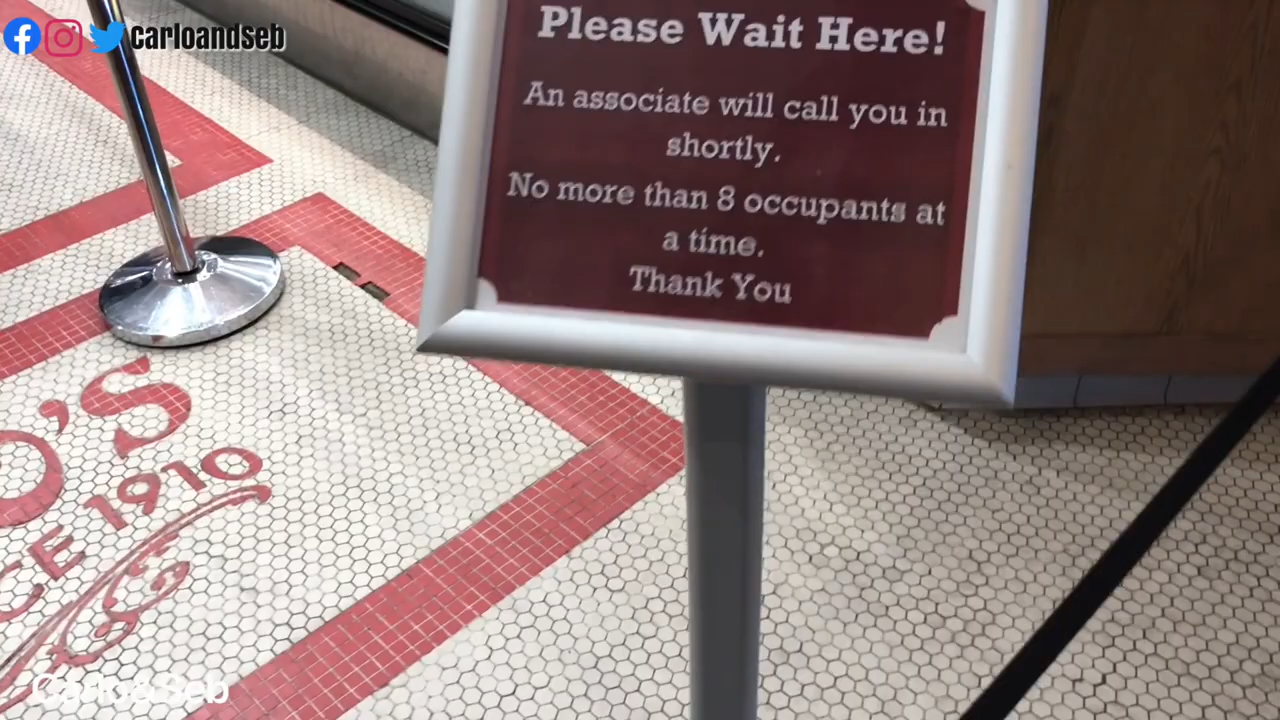 carloandseb
Please Wait Here!
An associate will call you in
shortly.
No more than 8 occupants at
a time.
Thank You
O'S
CE 1910
Carlo&Seb